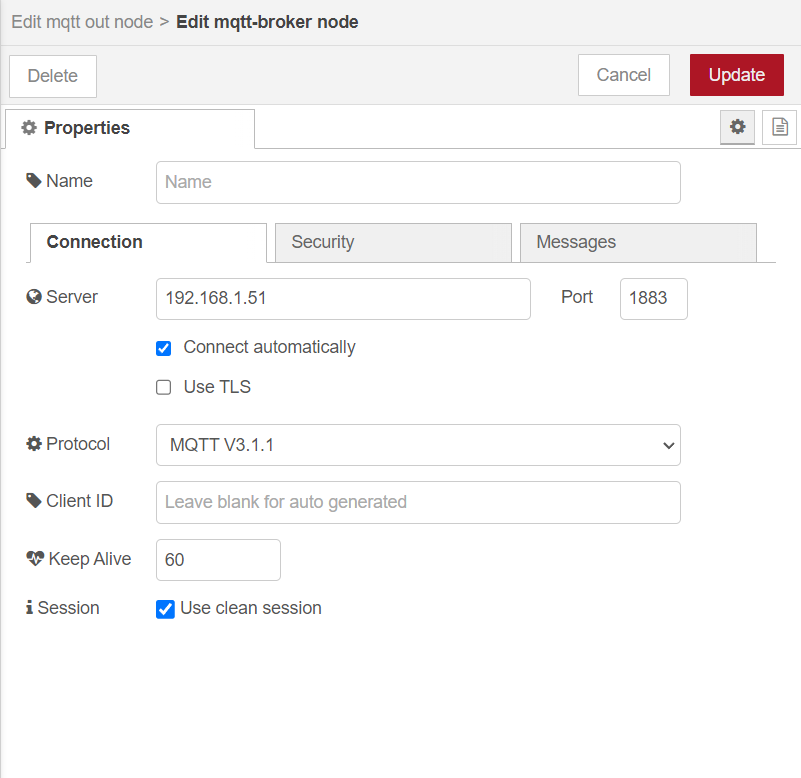 Edit mqtt out node > Edit mqtt-broker node
Delete Cancel Update
Properties
Name Name
Connection Security Messages
Server 192.168.1.51 Port 1883
Connect automatically
Use TLS
Protocol MQTT V3.1.1
Client ID Leave blank for auto generated
Keep Alive 60
Session Use clean session